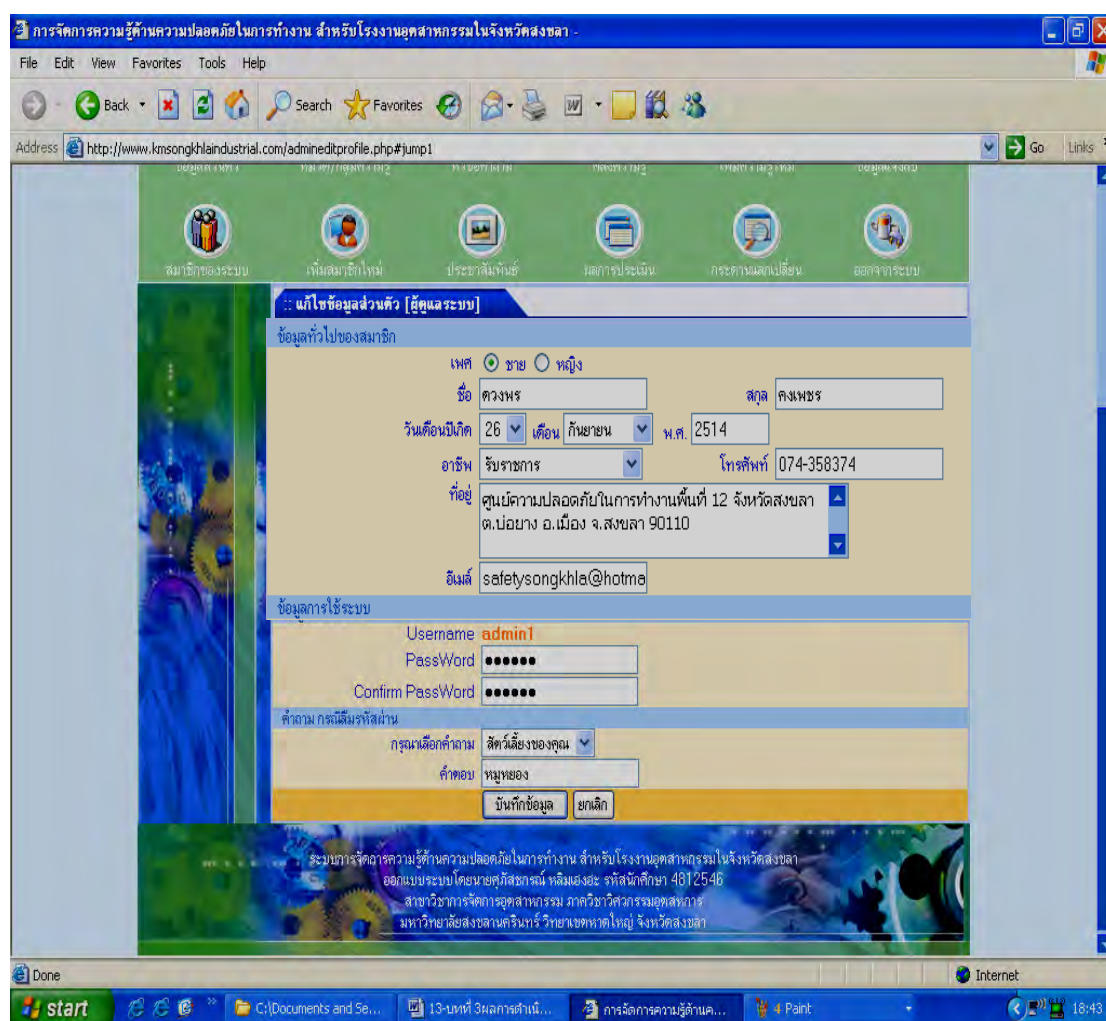 การจัดการความรู้ด้านความปลอดภัยในการทำงาน สำหรับโรงงานอุตสาหกรรมในจังหวัดสงขลา -
File Edit View Favorites Tools Help
Back Search Favorites
Address http://www.kmsongkhlaindustrial.com/admineditprofile.php#jump1 Go Links
สมาชิกของระบบ เพิ่มสมาชิกใหม่ ประชาสัมพันธ์ ผลการประเมิน กระดานแลกเปลี่ยน ออกจากระบบ
:: แก้ไขข้อมูลส่วนตัว [ผู้ดูแลระบบ]
ข้อมูลทั่วไปของสมาชิก
เพศ ชาย หญิง
ชื่อ ดวงพร สกุล คงเพชร
วันเดือนปีเกิด 26 เดือน กันยายน พ.ศ. 2514
อาชีพ รับราชการ โทรศัพท์ 074-358374
ที่อยู่ ศูนย์ความปลอดภัยในการทำงานพื้นที่ 12 จังหวัดสงขลา
ต.บ่อยาง อ.เมือง จ.สงขลา 90110
อีเมล์ safetysongkhla@hotma
ข้อมูลการใช้ระบบ
Username admin1
PassWord ●●●●●●
Confirm PassWord ●●●●●●
คำถาม กรณีลืมรหัสผ่าน
กรุณาเลือกคำถาม สัตว์เลี้ยงของคุณ
คำตอบ หมูหยอง
บันทึกข้อมูล ยกเลิก
ระบบการจัดการความรู้ด้านความปลอดภัยในการทำงาน สำหรับโรงงานอุตสาหกรรมในจังหวัดสงขลา
ออกแบบระบบโดยนายศุภัสชกรณ์ หลิมเฮงฮะ รหัสนักศึกษา 4812546
สาขาวิชาการจัดการอุตสาหกรรม ภาควิชาวิศวกรรมอุตสหการ
มหาวิทยาลัยสงขลานครินทร์ วิทยาเขตหาดใหญ่ จังหวัดสงขลา
Done Internet
start C:\Documents and Se... 13-บทที่ 3ผลการดำเนิ... การจัดการความรู้ด้านค... 4 Paint 18:43